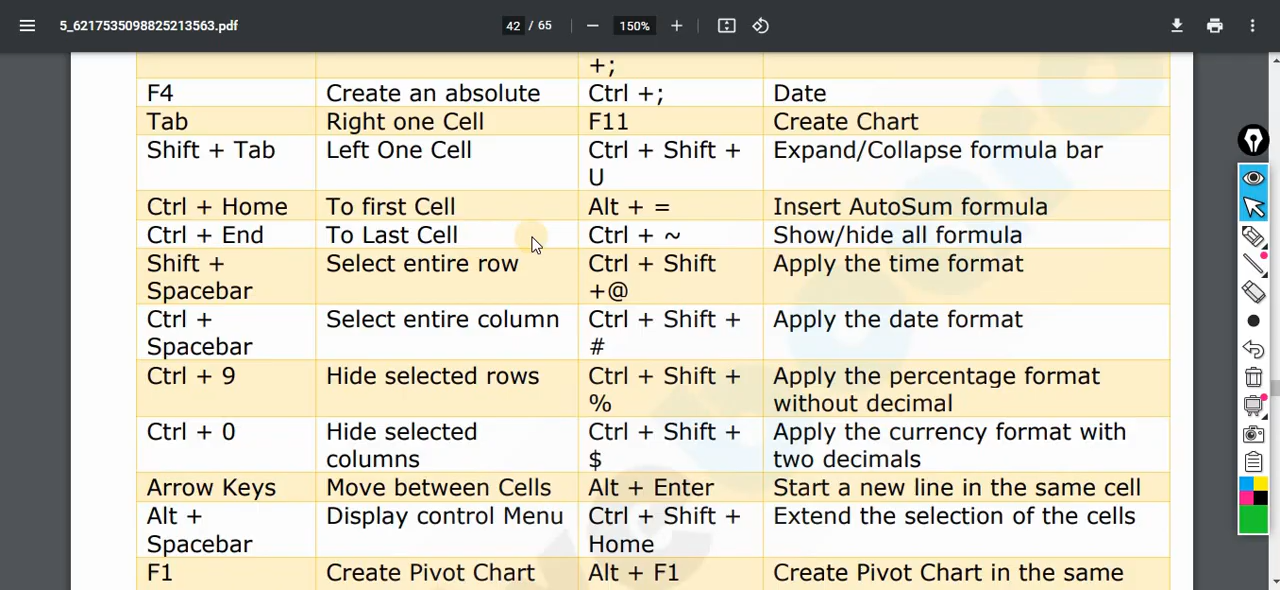 5_6217535098825213563.pdf
42 / 65
150%
+;
F4 Create an absolute Ctrl +; Date
Tab Right one Cell F11 Create Chart
Shift + Tab Left One Cell Ctrl + Shift + Expand/Collapse formula bar
U
Ctrl + Home To first Cell Alt + = Insert AutoSum formula
Ctrl + End To Last Cell Ctrl + ~ Show/hide all formula
Shift + Select entire row Ctrl + Shift Apply the time format
Spacebar +@
Ctrl + Select entire column Ctrl + Shift + Apply the date format
Spacebar #
Ctrl + 9 Hide selected rows Ctrl + Shift + Apply the percentage format
% without decimal
Ctrl + 0 Hide selected Ctrl + Shift + Apply the currency format with
columns $ two decimals
Arrow Keys Move between Cells Alt + Enter Start a new line in the same cell
Alt + Display control Menu Ctrl + Shift + Extend the selection of the cells
Spacebar Home
F1 Create Pivot Chart Alt + F1 Create Pivot Chart in the same